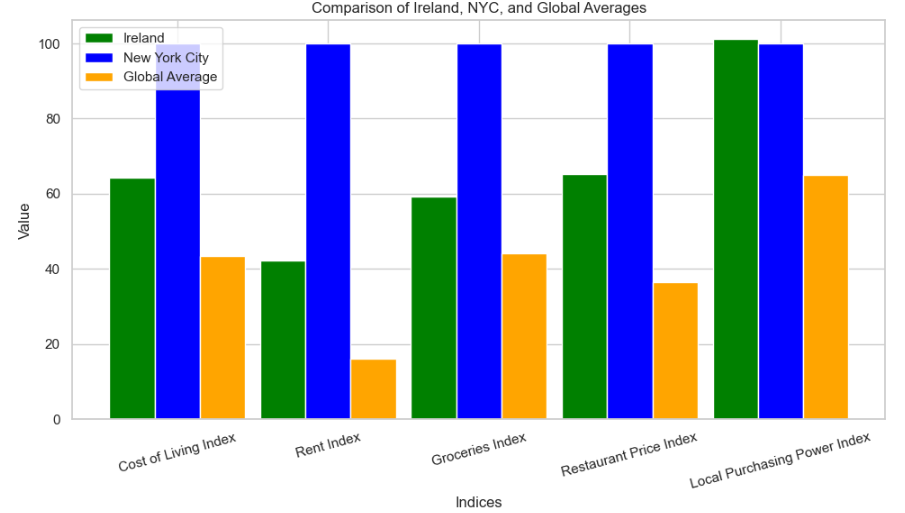 Comparison of Ireland, NYC, and Global Averages
Ireland
New York City
Global Average
100
80
60
40
20
0
Value
Cost of Living Index
Rent Index
Groceries Index
Restaurant Price Index
Local Purchasing Power Index
Indices